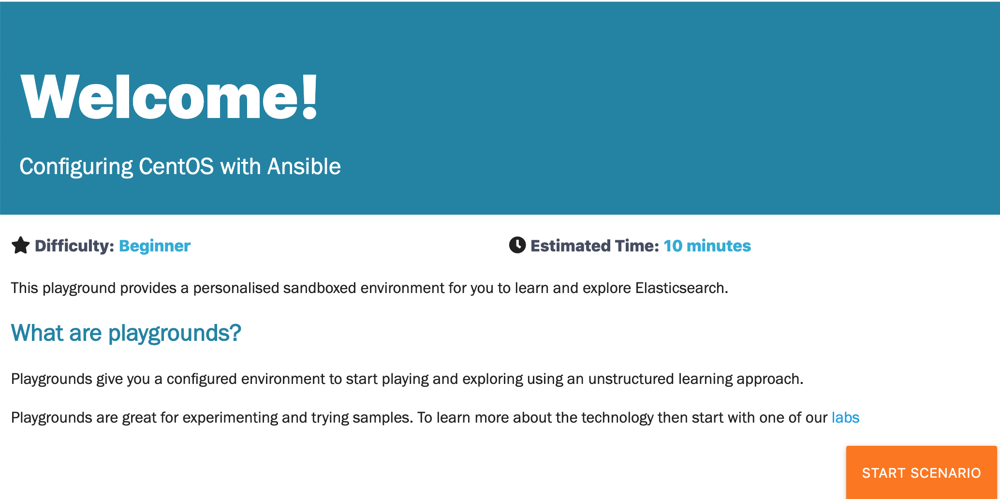 Welcome!
Configuring CentOS with Ansible
Difficulty: Beginner
Estimated Time: 10 minutes
This playground provides a personalised sandboxed environment for you to learn and explore Elasticsearch.
What are playgrounds?
Playgrounds give you a configured environment to start playing and exploring using an unstructured learning approach.
Playgrounds are great for experimenting and trying samples. To learn more about the technology then start with one of our labs
START SCENARIO